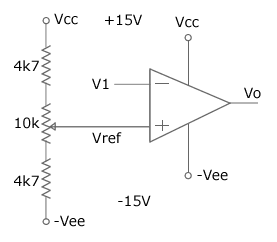 Vcc +15V
Vcc
4k7
V1
Vo
10k
Vref
4k7
-Vee
-15V
-Vee